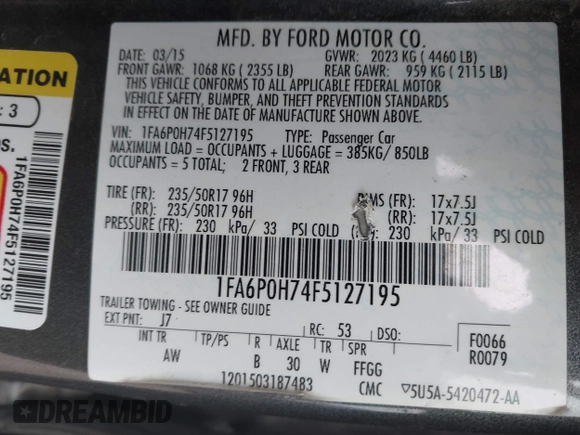 ATION
: 3
os.
1FA6P0H74F5127195
MFD. BY FORD MOTOR CO.
DATE: 03/15 GVWR: 2023 KG ( 4460 LB)
FRONT GAWR: 1068 KG ( 2355 LB) REAR GAWR: 959 KG ( 2115 LB)
THIS VEHICLE CONFORMS TO ALL APPLICABLE FEDERAL MOTOR
VEHICLE SAFETY, BUMPER, AND THEFT PREVENTION STANDARDS
IN EFFECT ON THE DATE OF MANUFACTURE SHOWN ABOVE.
VIN: 1FA6P0H74F5127195 TYPE: Passenger Car
MAXIMUM LOAD = OCCUPANTS + LUGGAGE = 385KG/ 850LB
OCCUPANTS = 5 TOTAL; 2 FRONT, 3 REAR
TIRE (FR): 235/50R17 96H RIMS (FR): 17x7.5J
(RR): 235/50R17 96H (RR): 17x7.5J
PRESSURE (FR): 230 kPa/ 33 PSI COLD 230 kPa/ 33 PSI COLD
1FA6P0H74F5127195
TRAILER TOWING - SEE OWNER GUIDE
EXT PNT: J7 RC: 53 DSO: F0066
R0079
INT TR TP/PS R AXLE TR SPR
AW B 30 W FFGG
1201503187483 CMC 5U5A-5420472-AA
DREAMBID DREAMBID